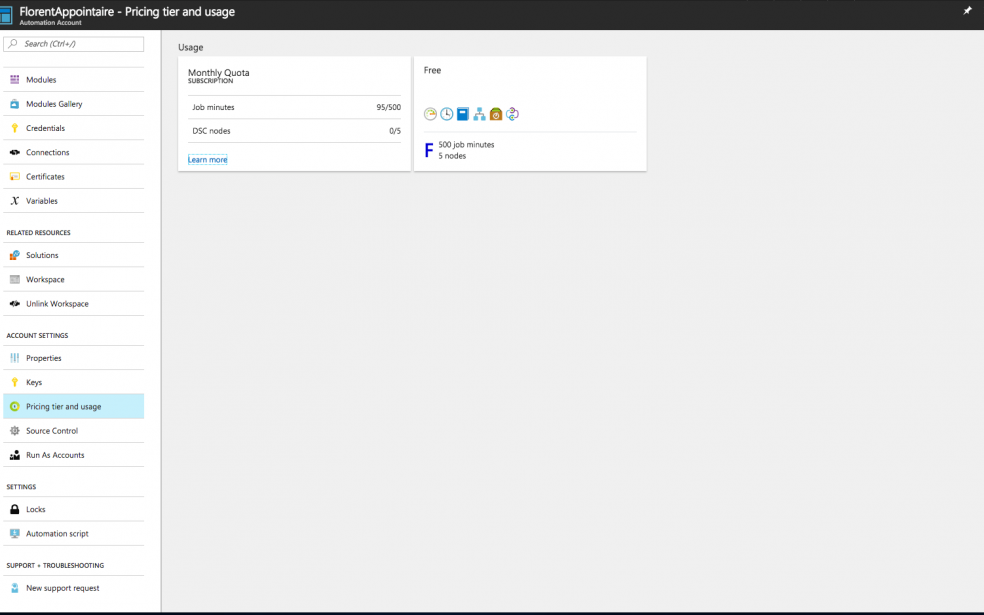 FlorentAppointaire - Pricing tier and usage
Automation Account
Search (Ctrl+/)
Modules
Modules Gallery
Credentials
Connections
Certificates
Variables
RELATED RESOURCES
Solutions
Workspace
Unlink Workspace
ACCOUNT SETTINGS
Properties
Keys
Pricing tier and usage
Source Control
Run As Accounts
SETTINGS
Locks
Automation script
SUPPORT + TROUBLESHOOTING
New support request
Usage
Monthly Quota
SUBSCRIPTION
Job minutes 95/500
DSC nodes 0/5
Learn more
Free
F 500 job minutes
5 nodes